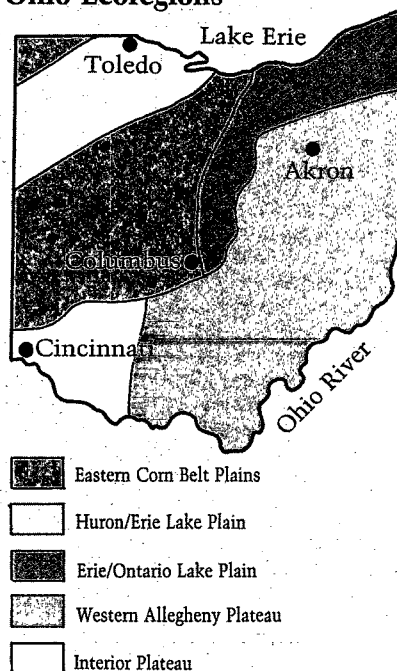 Ohio Ecoregions
Lake Erie
Toledo
Akron
Columbus
Cincinnati
Ohio River
Eastern Corn Belt Plains
Huron/Erie Lake Plain
Erie/Ontario Lake Plain
Western Allegheny Plateau
Interior Plateau